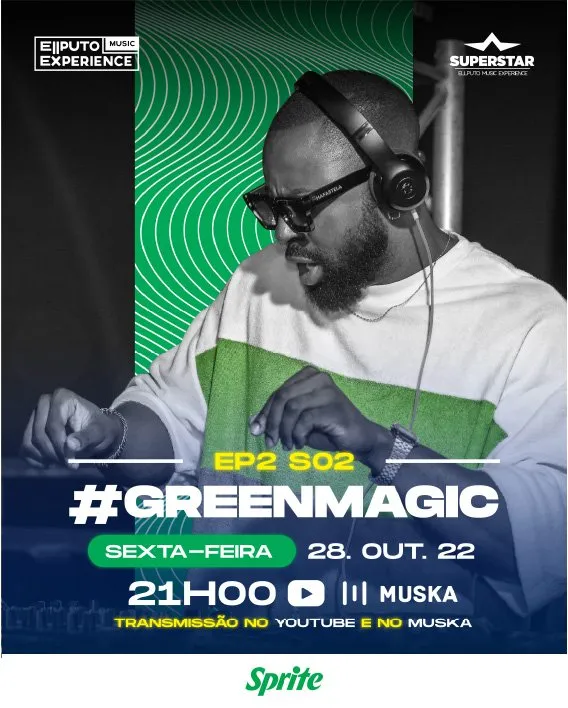 E||PUTO MUSIC
EXPERIENCE
SUPERSTAR
ELLPUTO MUSIC EXPERIENCE
EP2 S02
#GREENMAGIC
SEXTA-FEIRA 28. OUT. 22
21H00 MUSKA
TRANSMISSÃO NO YOUTUBE E NO MUSKA
Sprite